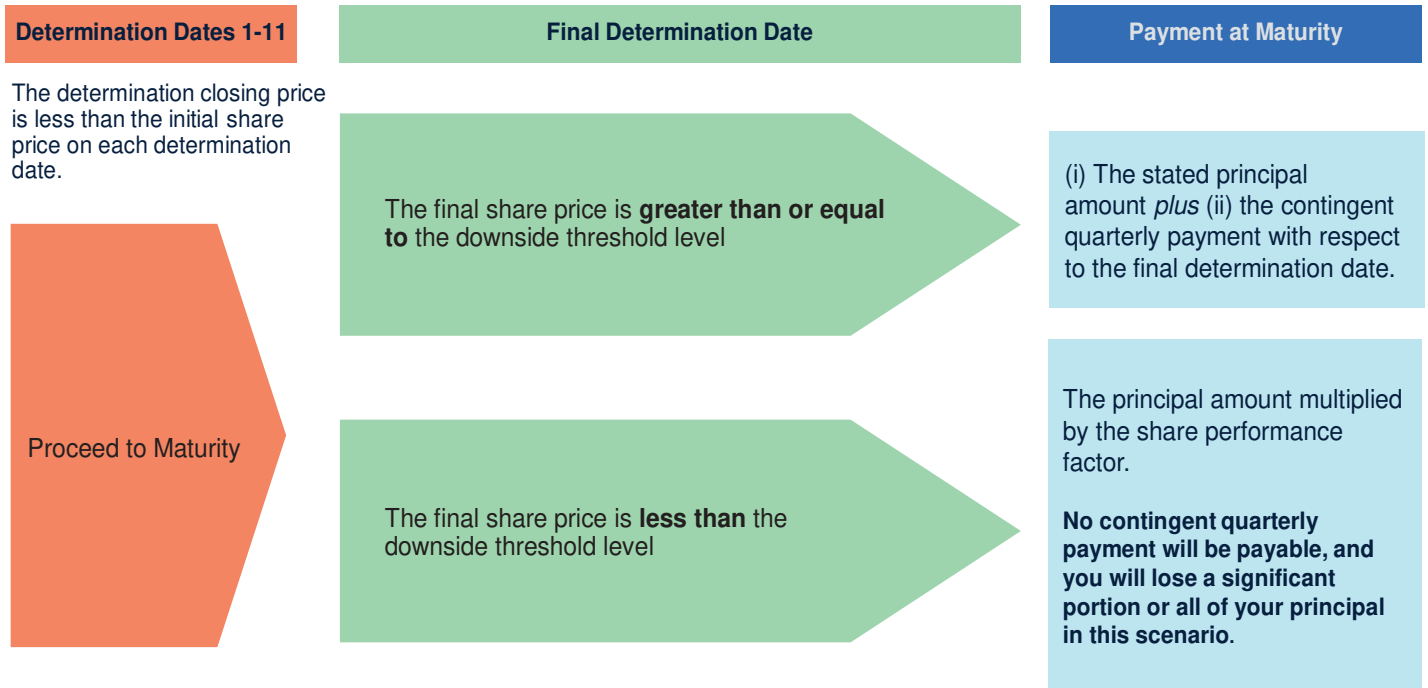 Determination Dates 1-11
Final Determination Date
Payment at Maturity
The determination closing price
is less than the initial share
price on each determination
date.
Proceed to Maturity
The final share price is greater than or equal
to the downside threshold level
(i) The stated principal
amount plus (ii) the contingent
quarterly payment with respect
to the final determination date.
The final share price is less than the
downside threshold level
The principal amount multiplied
by the share performance
factor.
No contingent quarterly
payment will be payable, and
you will lose a significant
portion or all of your principal
in this scenario.